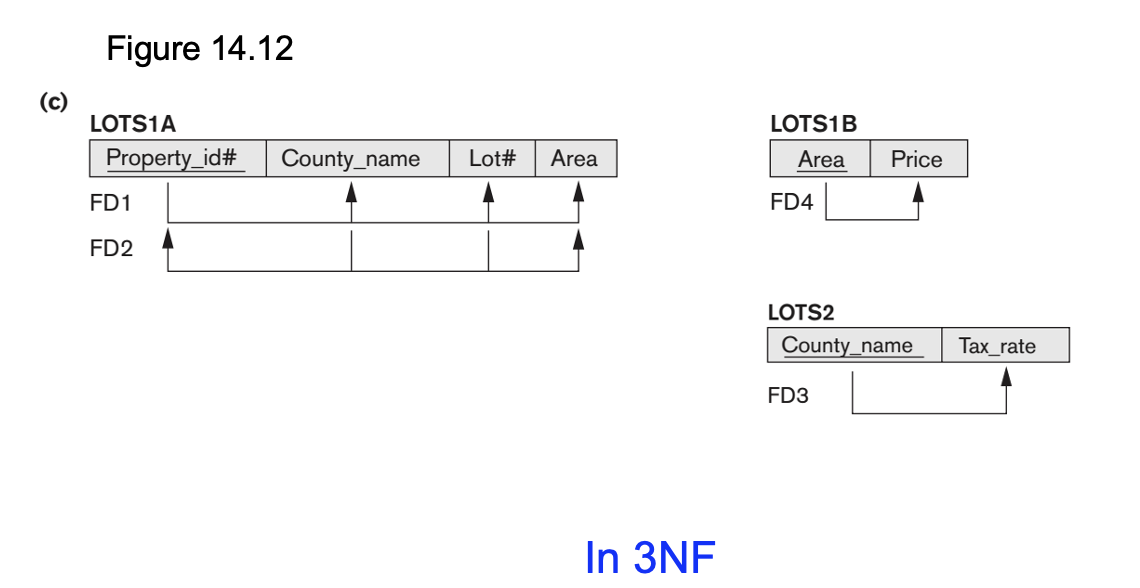 Figure 14.12
(c)
LOTS1A
Property_id# County_name Lot# Area
FD1
FD2
LOTS1B
Area Price
FD4
LOTS2
County_name Tax_rate
FD3
In 3NF